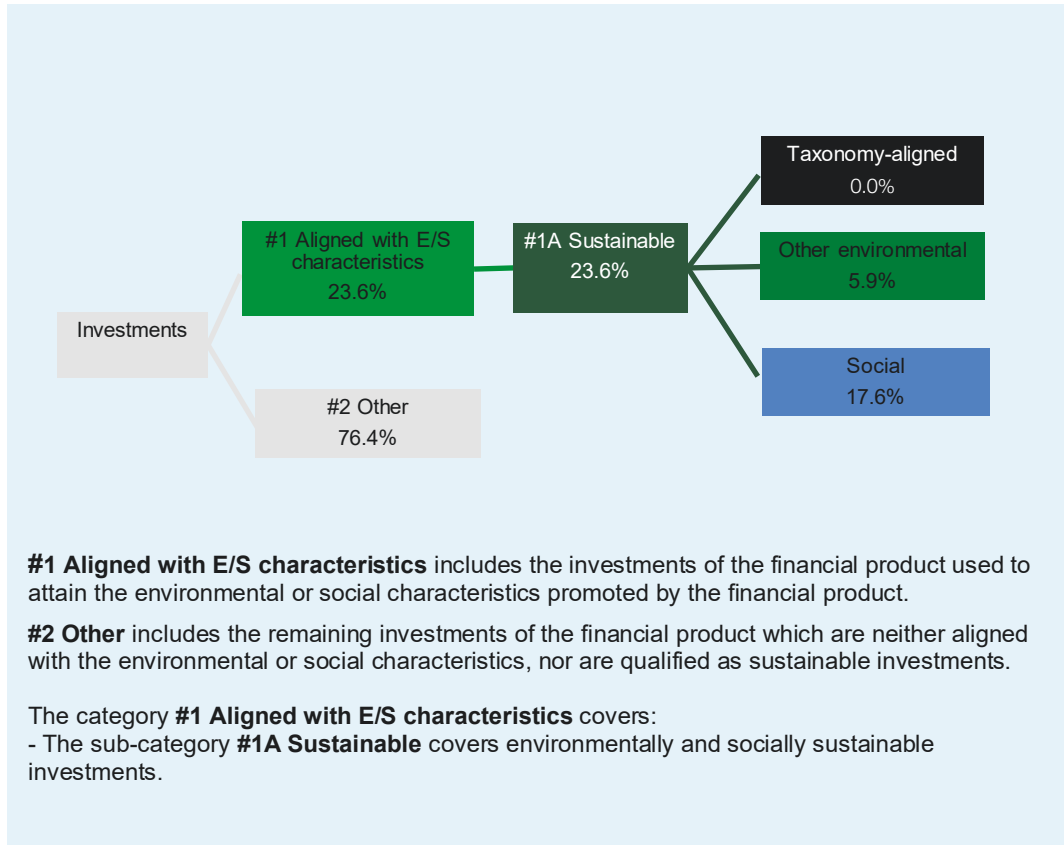 Taxonomy-aligned
0.0%
#1 Aligned with E/S
characteristics
23.6%
#1A Sustainable
23.6%
Other environmental
5.9%
Investments
Social
17.6%
#2 Other
76.4%
#1 Aligned with E/S characteristics includes the investments of the financial product used to
attain the environmental or social characteristics promoted by the financial product.
#2 Other includes the remaining investments of the financial product which are neither aligned
with the environmental or social characteristics, nor are qualified as sustainable investments.
The category #1 Aligned with E/S characteristics covers:
- The sub-category #1A Sustainable covers environmentally and socially sustainable
investments.